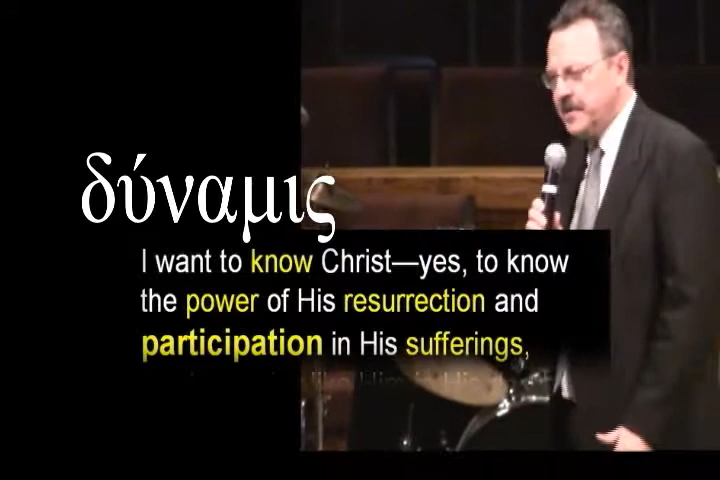 δύναμις
I want to know Christ—yes, to know
the power of His resurrection and
participation in His sufferings,